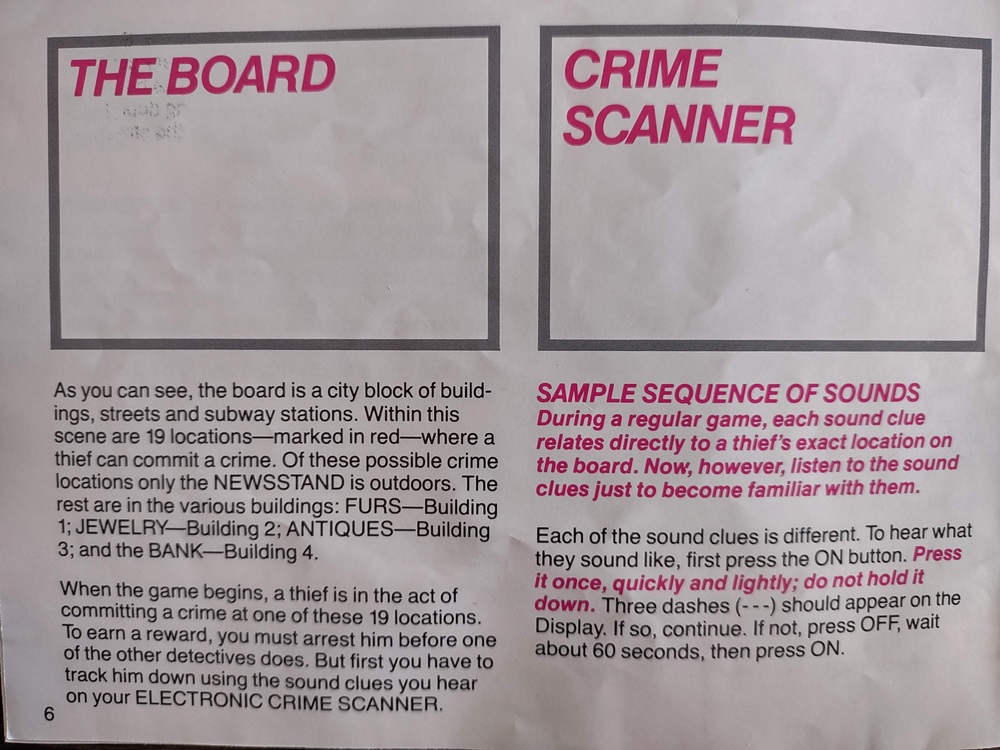 THE BOARD
As you can see, the board is a city block of build-
ings, streets and subway stations. Within this
scene are 19 locations—marked in red—where a
thief can commit a crime. Of these possible crime
locations only the NEWSSTAND is outdoors. The
rest are in the various buildings: FURS—Building
1; JEWELRY—Building 2; ANTIQUES—Building
3; and the BANK—Building 4.
When the game begins, a thief is in the act of
committing a crime at one of these 19 locations.
To earn a reward, you must arrest him before one
of the other detectives does. But first you have to
track him down using the sound clues you hear
on your ELECTRONIC CRIME SCANNER.
6
CRIME
SCANNER
SAMPLE SEQUENCE OF SOUNDS
During a regular game, each sound clue
relates directly to a thief's exact location on
the board. Now, however, listen to the sound
clues just to become familiar with them.
Each of the sound clues is different. To hear what
they sound like, first press the ON button. Press
it once, quickly and lightly; do not hold it
down. Three dashes (---) should appear on the
Display. If so, continue. If not, press OFF, wait
about 60 seconds, then press ON.